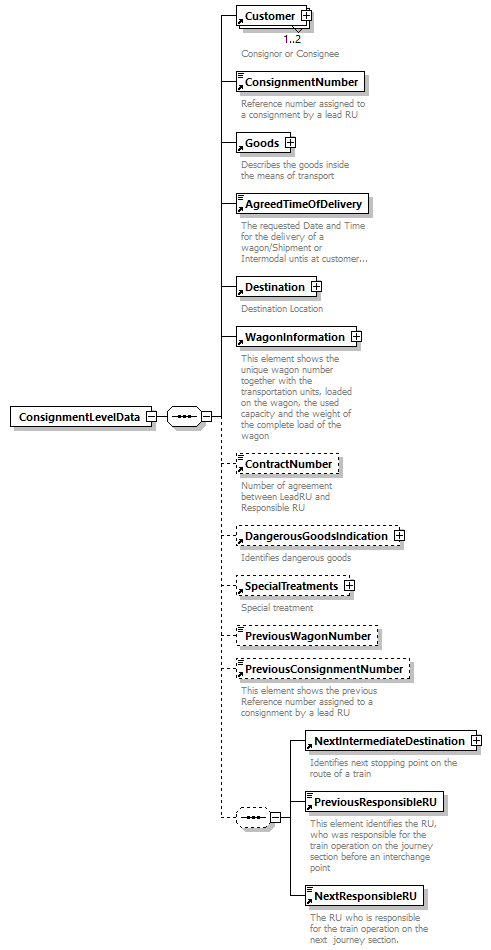 Customer
1..2
Consignor or Consignee
ConsignmentNumber
Reference number assigned to
a consignment by a lead RU
Goods
Describes the goods inside
the means of transport
AgreedTimeOfDelivery
The requested Date and Time
for the delivery of a
wagon/Shipment or
Intermodal untis at customer...
Destination
Destination Location
WagonInformation
This element shows the
unique wagon number
together with the
transportation units, loaded
on the wagon, the used
capacity and the weight of
the complete load of the
wagon
ConsignmentLevelData
ContractNumber
Number of agreement
between LeadRU and
Responsible RU
DangerousGoodsIndication
Identifies dangerous goods
SpecialTreatments
Special treatment
PreviousWagonNumber
PreviousConsignmentNumber
This element shows the previous
Reference number assigned to a
consignment by a lead RU
NextIntermediateDestination
Identifies next stopping point on the
route of a train
PreviousResponsibleRU
This element identifies the RU,
who was responsible for the
train operation on the journey
section before an interchange
point
NextResponsibleRU
The RU who is responsible
for the train operation on the
next  journey section.